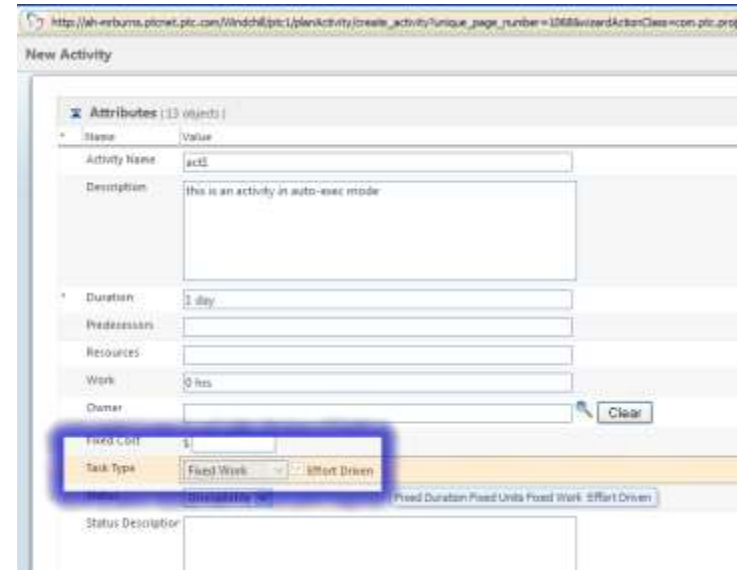 http://ah-mrburns.ptcnet.ptc.com/Windchill/ptc1/planActivity/create_activity?unique_page_number=1068&wizardActionClass=com.ptc.proj
New Activity
Attributes (13 objects)
* Name Value
Activity Name act1
Description this is an activity in auto-exec mode
* Duration 1 day
Predecessors
Resources
Work 0 hrs
Owner Clear
Fixed Cost $
Task Type Fixed Work Effort Driven
Status Fixed Duration Fixed Units Fixed Work Effort Driven
Status Description